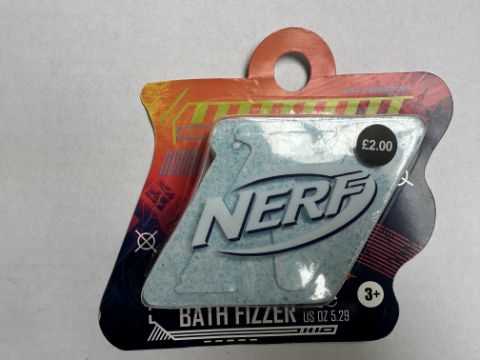 £2.00
NERF
3+
BATH FIZZER
US OZ 5.29